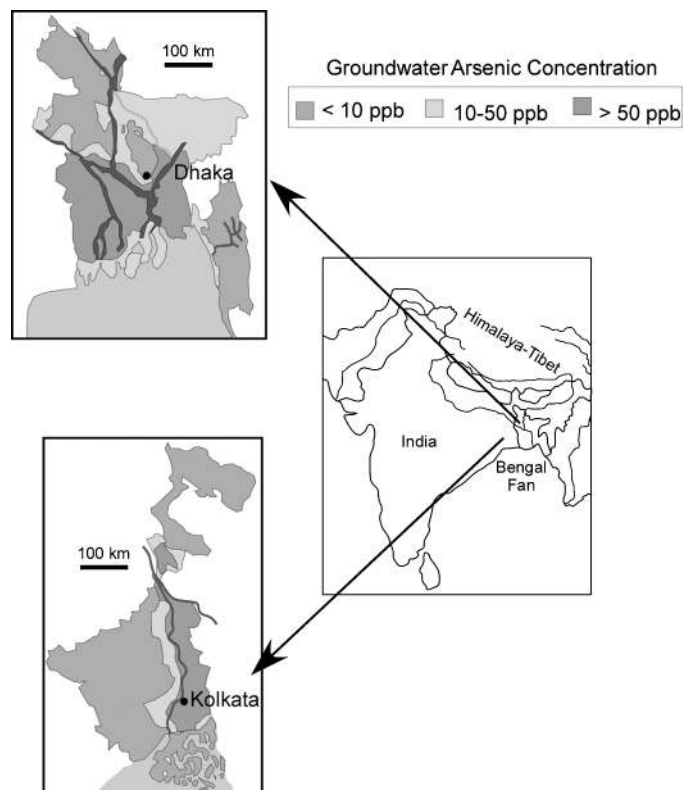 100 km
Groundwater Arsenic Concentration
< 10 ppb 10-50 ppb > 50 ppb
Dhaka
Himalaya-Tibet
India
Bengal
Fan
100 km
Kolkata